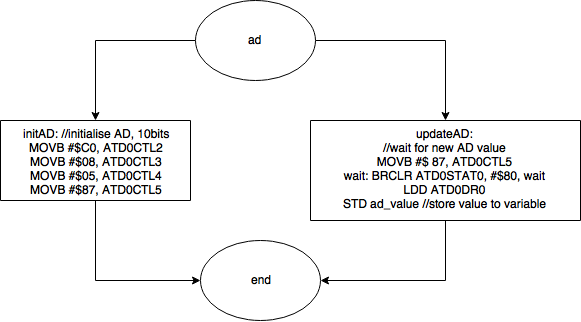 ad
initAD: //initialise AD, 10bits
MOVB #$C0, ATD0CTL2
MOVB #$08, ATD0CTL3
MOVB #$05, ATD0CTL4
MOVB #$87, ATD0CTL5
updateAD:
//wait for new AD value
MOVB #$ 87, ATD0CTL5
wait: BRCLR ATD0STAT0, #$80, wait
LDD ATD0DR0
STD ad_value //store value to variable
end